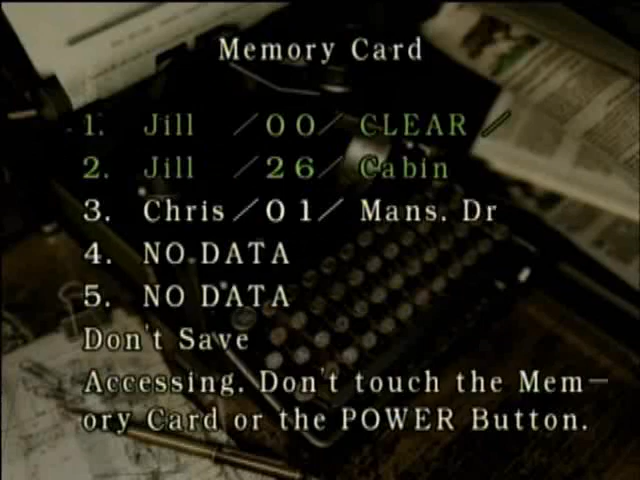 Memory Card
1. Jill /00/ CLEAR /
2. Jill /26/ Cabin
3. Chris/01/ Mans. Dr
4. NO DATA
5. NO DATA
Don't Save
Accessing. Don't touch the Mem-
ory Card or the POWER Button.